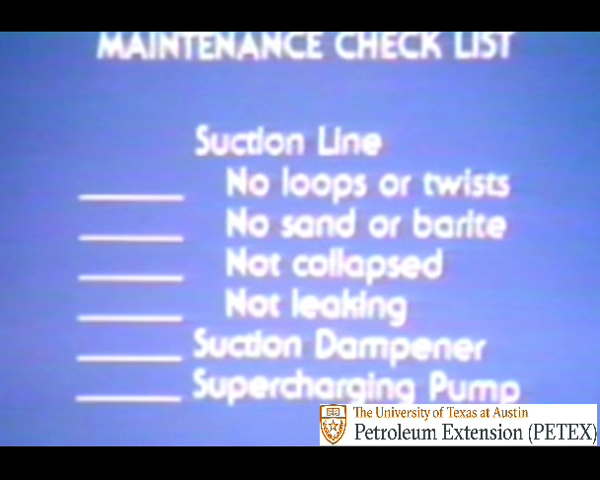 MAINTENANCE CHECK LIST
Suction Line
No loops or twists
No sand or barite
Not collapsed
Not leaking
Suction Dampener
Supercharging Pump
The University of Texas at Austin
Petroleum Extension (PETEX)